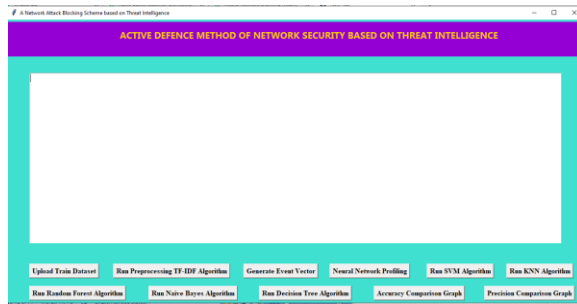 A Network Attack Blocking Scheme based on Threat Intelligence
ACTIVE DEFENCE METHOD OF NETWORK SECURITY BASED ON THREAT INTELLIGENCE
Upload Train Dataset Run Preprocessing TF-IDF Algorithm Generate Event Vector Neural Network Profiling Run SVM Algorithm Run KNN Algorithm
Run Random Forest Algorithm Run Naive Bayes Algorithm Run Decision Tree Algorithm Accuracy Comparison Graph Precision Comparison Graph